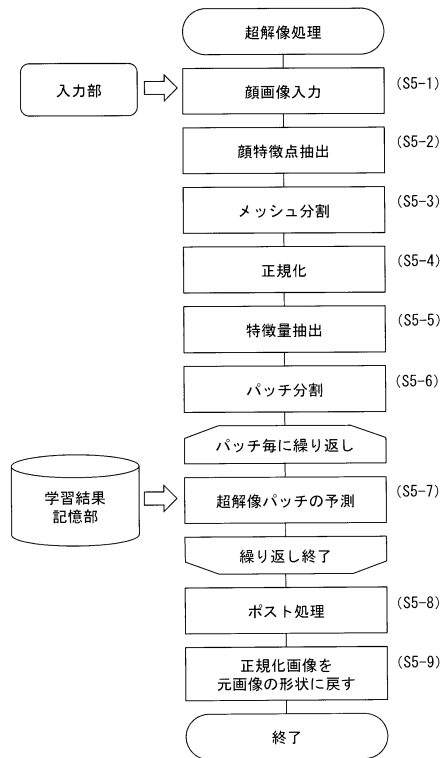 超解像処理
入力部
顔画像入力
(S5-1)
顔特徴点抽出
(S5-2)
メッシュ分割
(S5-3)
正規化
(S5-4)
特徴量抽出
(S5-5)
パッチ分割
(S5-6)
パッチ毎に繰り返し
学習結果
記憶部
超解像パッチの予測
(S5-7)
繰り返し終了
ポスト処理
(S5-8)
正規化画像を
元画像の形状に戻す
(S5-9)
終了